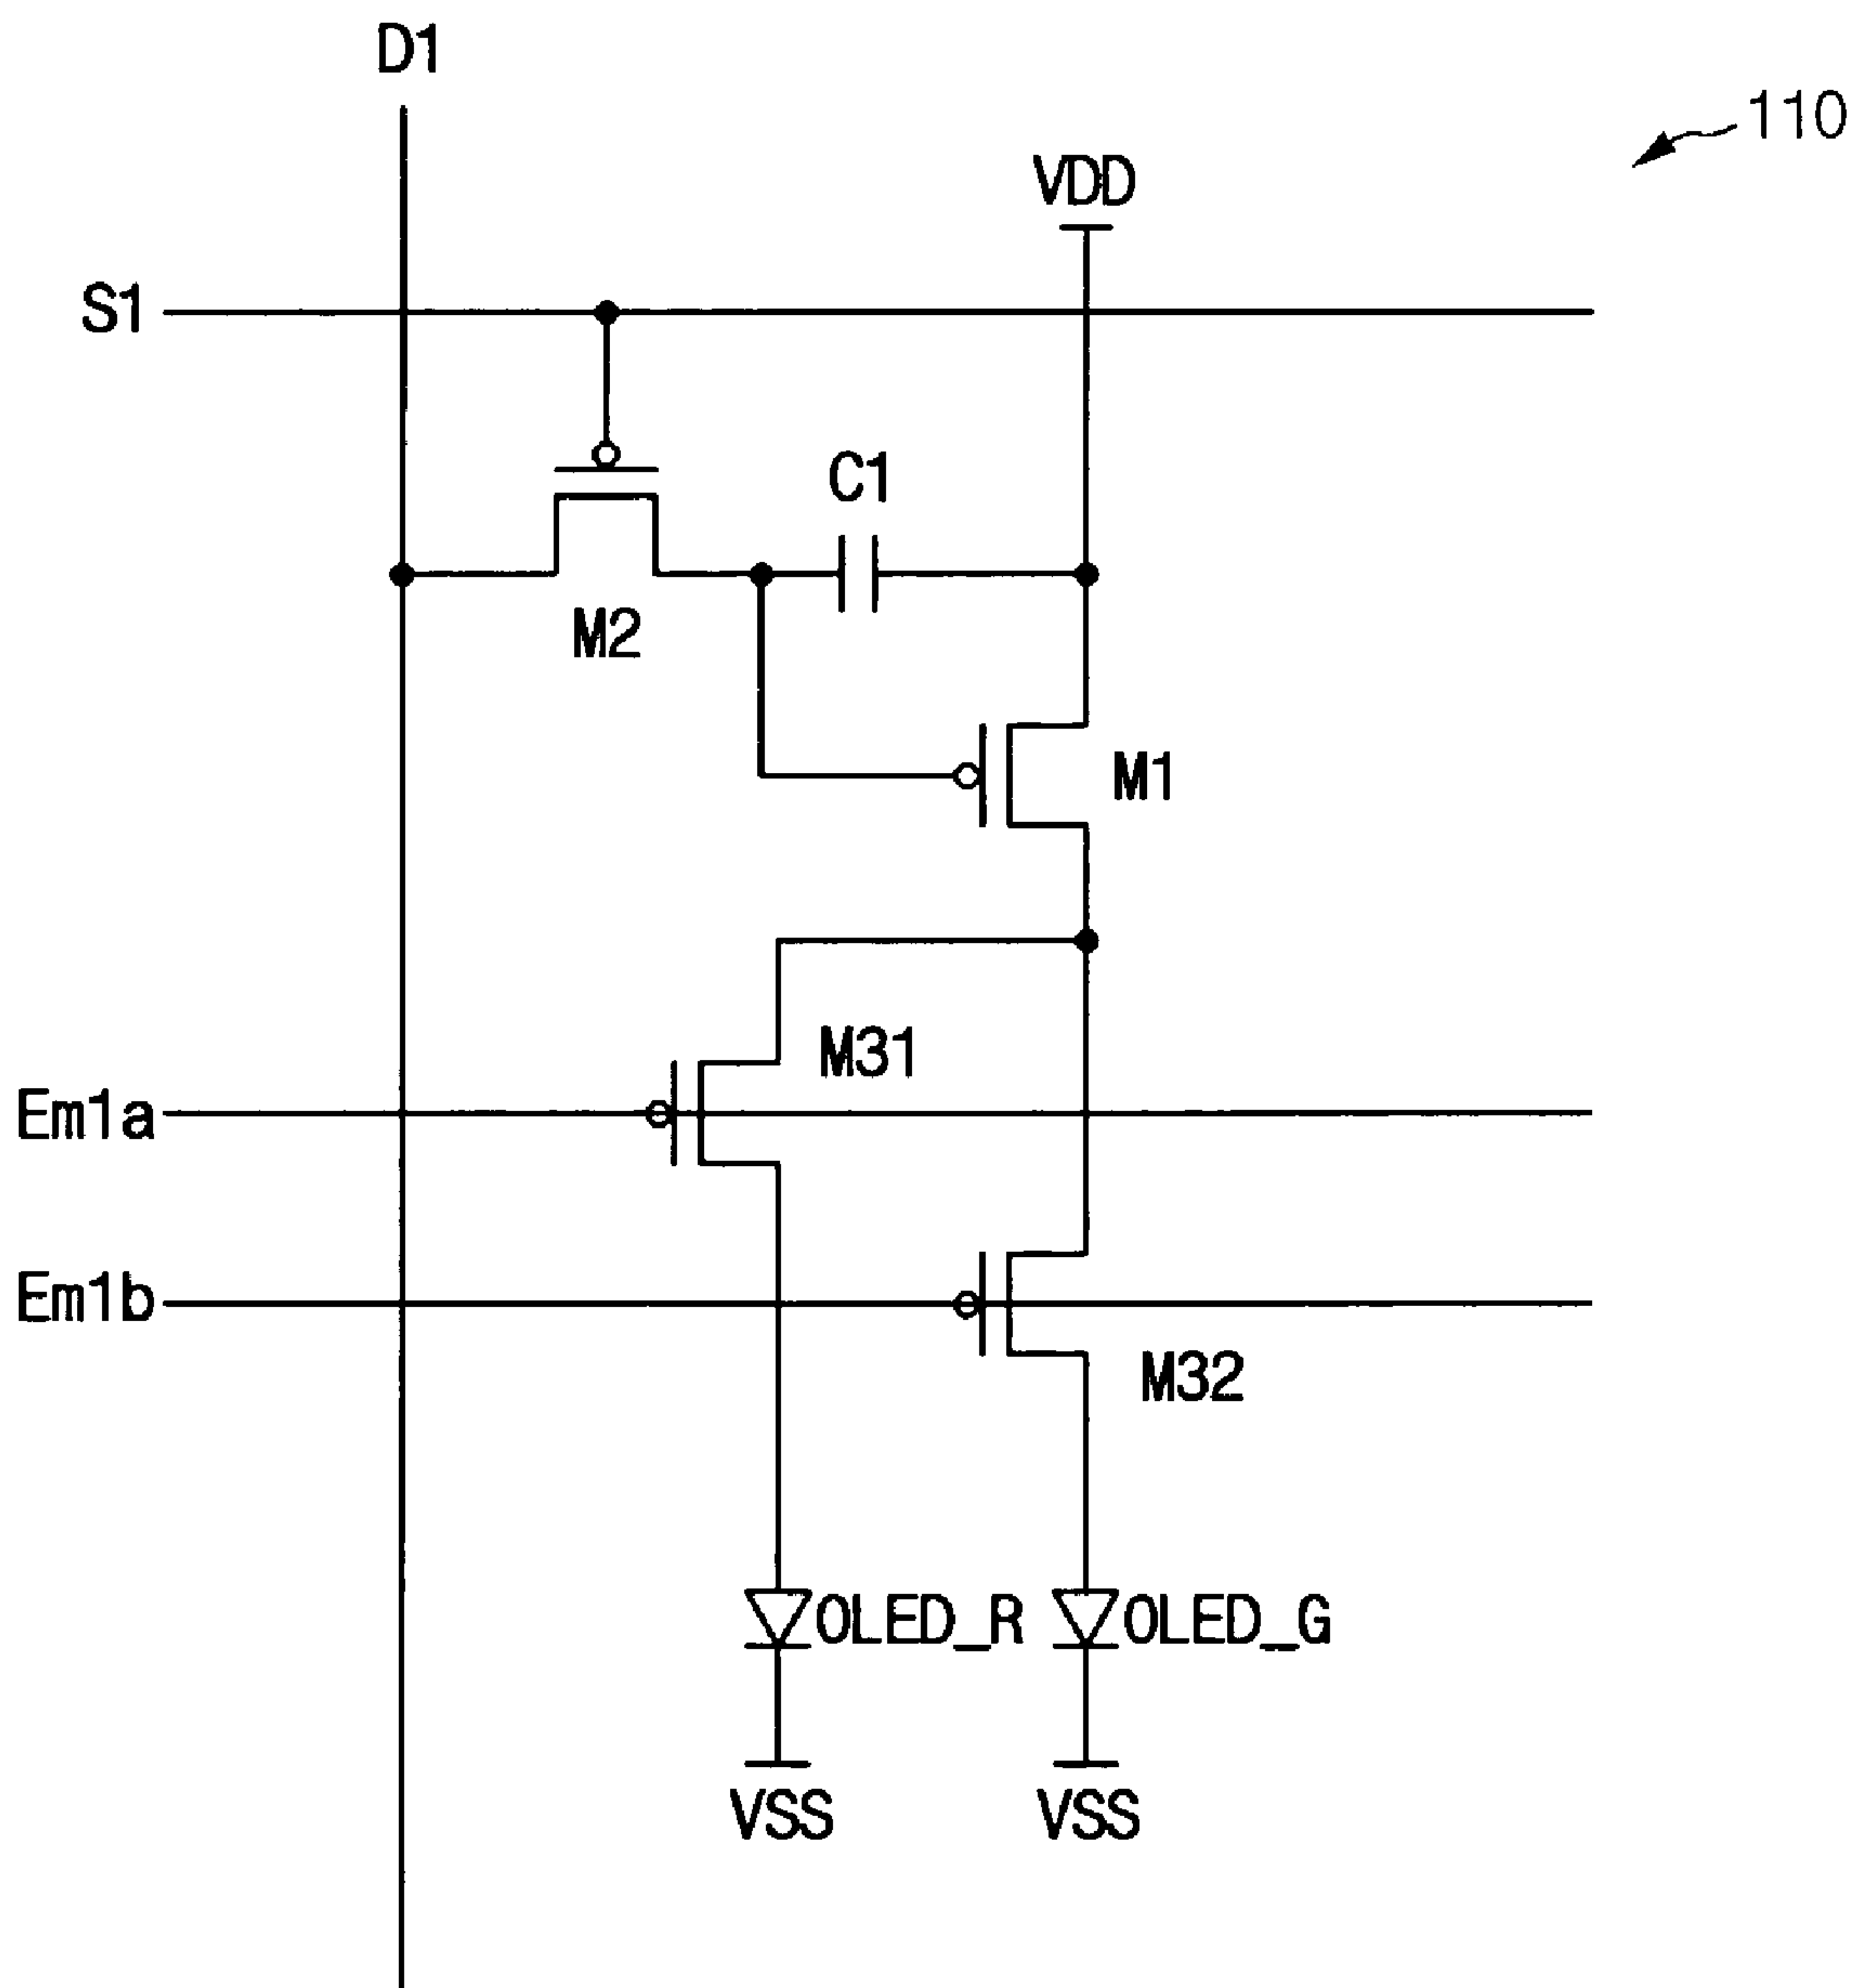 D1
110
VDD
S1
C1
M2
M1
M31
Em1a
Em1b
M32
OLED_R
OLED_G
VSS
VSS